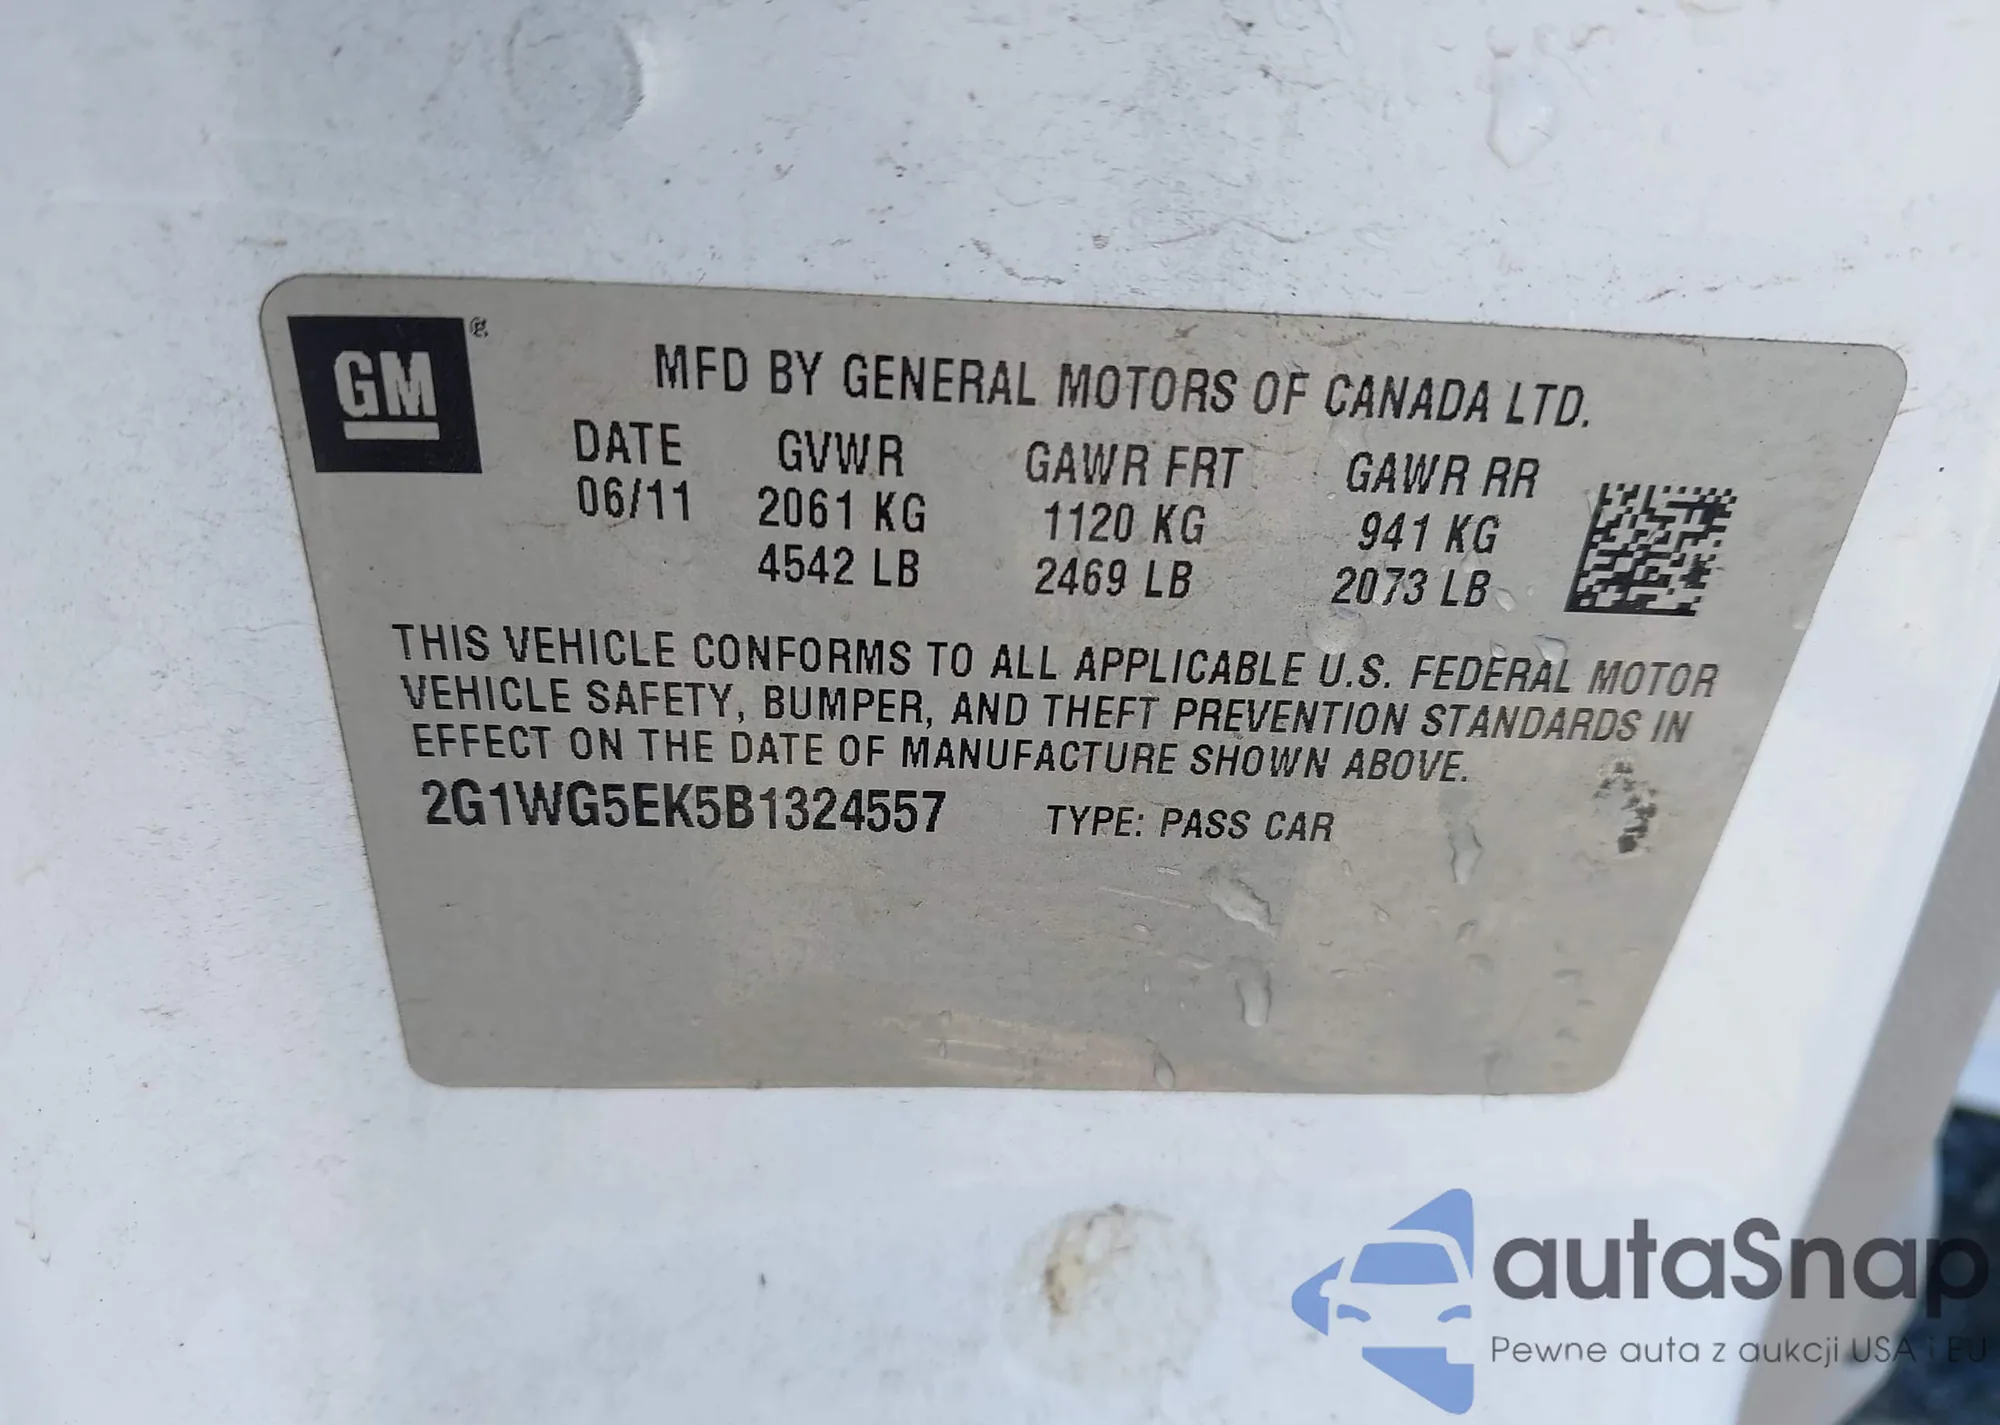 GM ®
MFD BY GENERAL MOTORS OF CANADA LTD.
DATE GVWR GAWR FRT GAWR RR
06/11 2061 KG 1120 KG 941 KG
4542 LB 2469 LB 2073 LB
THIS VEHICLE CONFORMS TO ALL APPLICABLE U.S. FEDERAL MOTOR
VEHICLE SAFETY, BUMPER, AND THEFT PREVENTION STANDARDS IN
EFFECT ON THE DATE OF MANUFACTURE SHOWN ABOVE.
2G1WG5EK5B1324557 TYPE: PASS CAR
autaSnap
Pewne auta z aukcji USA i EU